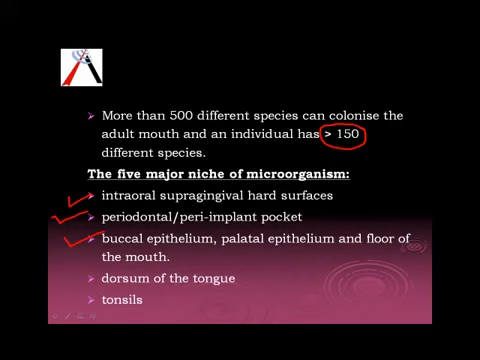 More than 500 different species can colonise the
adult mouth and an individual has > 150
different species.
The five major niche of microorganism:
intraoral supragingival hard surfaces
periodontal/peri-implant pocket
buccal epithelium, palatal epithelium and floor of
the mouth.
dorsum of the tongue
tonsils